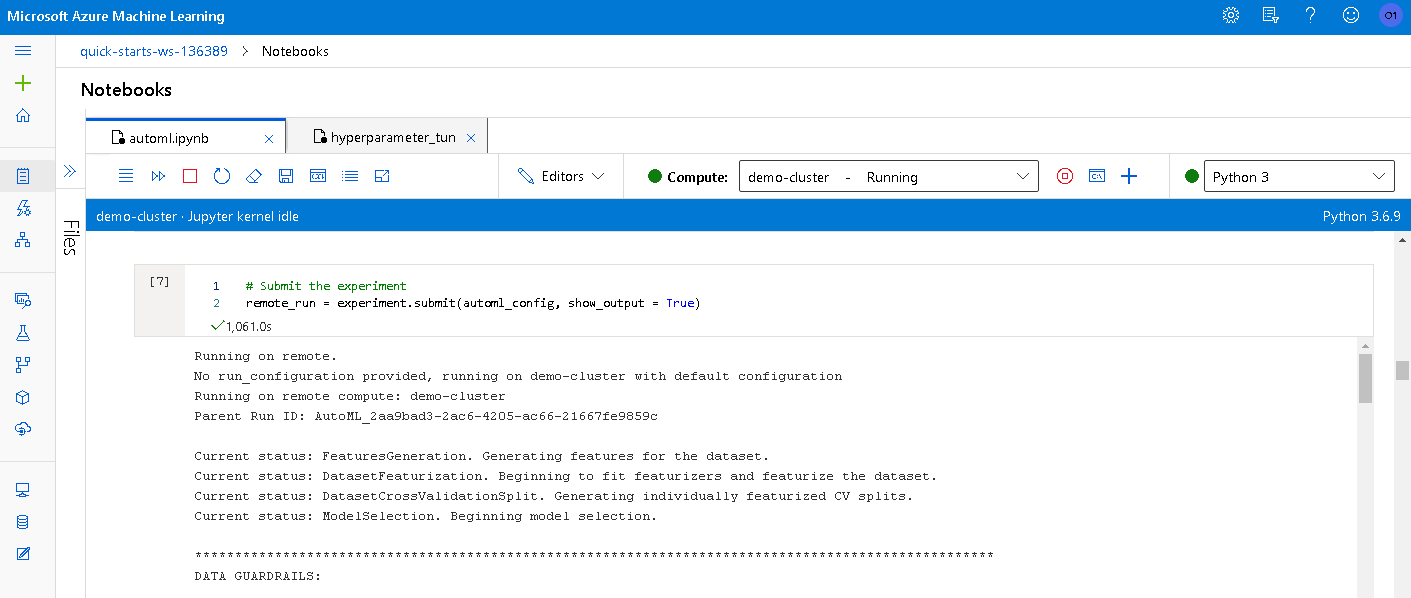 Microsoft Azure Machine Learning
O1
quick-starts-ws-136389 > Notebooks
Notebooks
automl.ipynb
hyperparameter_tun
Editors
Compute:
demo-cluster - Running
Python 3
demo-cluster · Jupyter kernel idle
Python 3.6.9
Files
[7]
1 # Submit the experiment
2 remote_run = experiment.submit(automl_config, show_output = True)
1,061.0s
Running on remote.
No run_configuration provided, running on demo-cluster with default configuration
Running on remote compute: demo-cluster
Parent Run ID: AutoML_2aa9bad3-2ac6-4205-ac66-21667fe9859c
Current status: FeaturesGeneration. Generating features for the dataset.
Current status: DatasetFeaturization. Beginning to fit featurizers and featurize the dataset.
Current status: DatasetCrossValidationSplit. Generating individually featurized CV splits.
Current status: ModelSelection. Beginning model selection.
****************************************************************************************************
DATA GUARDRAILS: